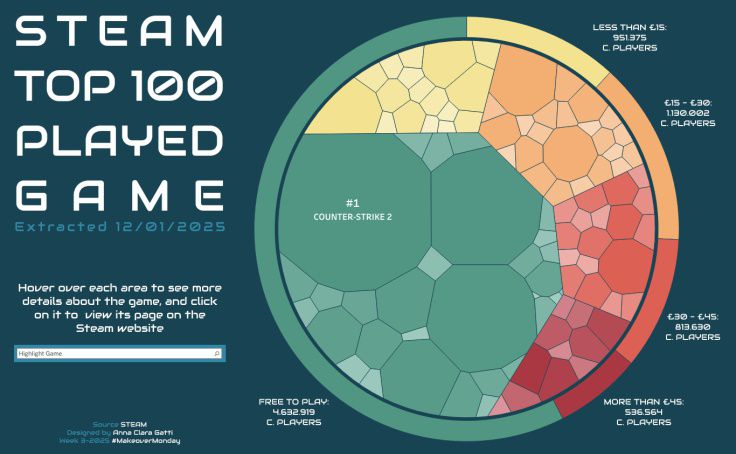 STEAM
TOP 100
PLAYED
GAME
Extracted 12/01/2025
Hover over each area to see more
details about the game, and click
on it to view its page on the
Steam website
Highlight Game
Source STEAM
Designed by Anna Clara Gatti
Week 3-2025 #MakeoverMonday
#1
COUNTER-STRIKE 2
LESS THAN £15:
951.375
C. PLAYERS
£15 - £30:
1.130.002
C. PLAYERS
£30 - £45:
813.630
C. PLAYERS
MORE THAN £45:
536.564
C. PLAYERS
FREE TO PLAY:
4.632.919
C. PLAYERS